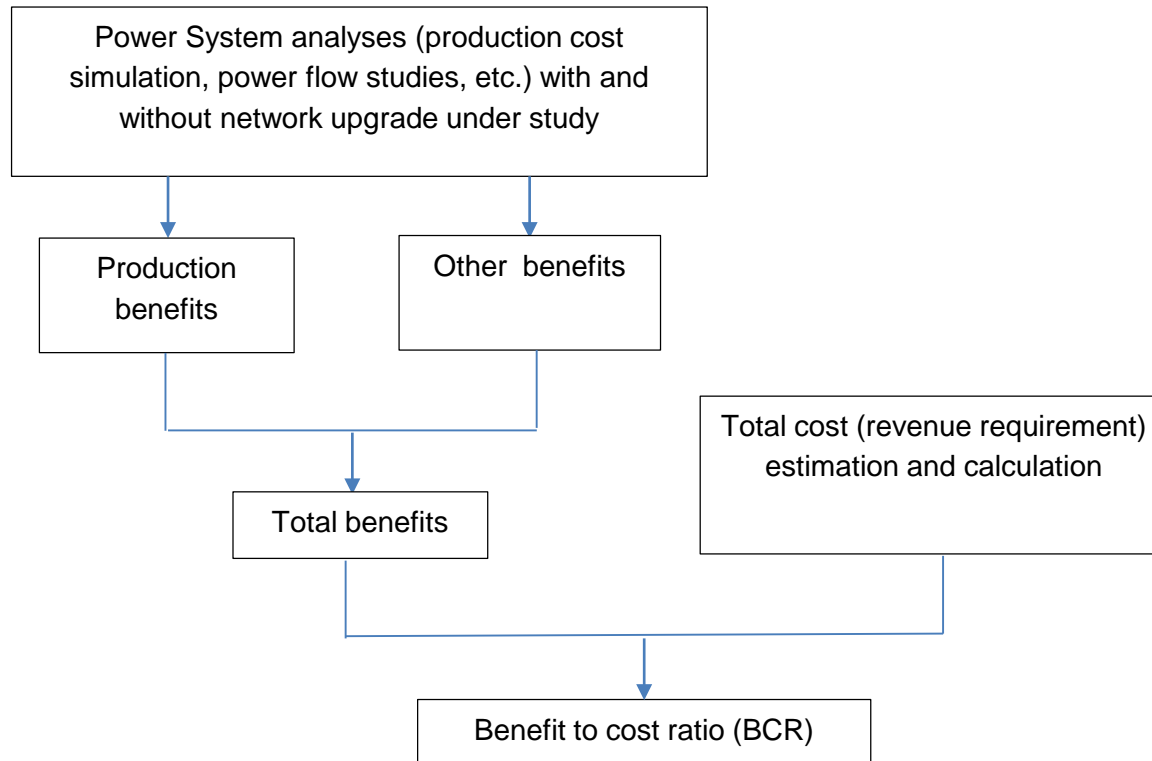 Power System analyses (production cost
simulation, power flow studies, etc.) with and
without network upgrade under study
Production
benefits
Other benefits
Total cost (revenue requirement)
estimation and calculation
Total benefits
Benefit to cost ratio (BCR)